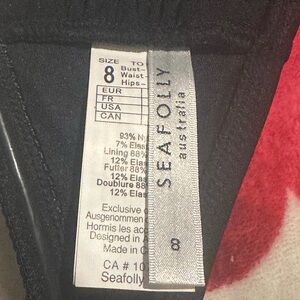 SIZE TO
8 Bust-
Waist-
Hips-
EUR
FR
USA
CAN
93% N
7% Elas
Lining 88%
12% Elas
Futter 88%
12% Elas
Doublure 88
12% Elas
Exclusive
Ausgenommen
Hormis les acc
Designed in A
Made in C
CA # 10
Seafolly
SEAFOLLY
australia
8